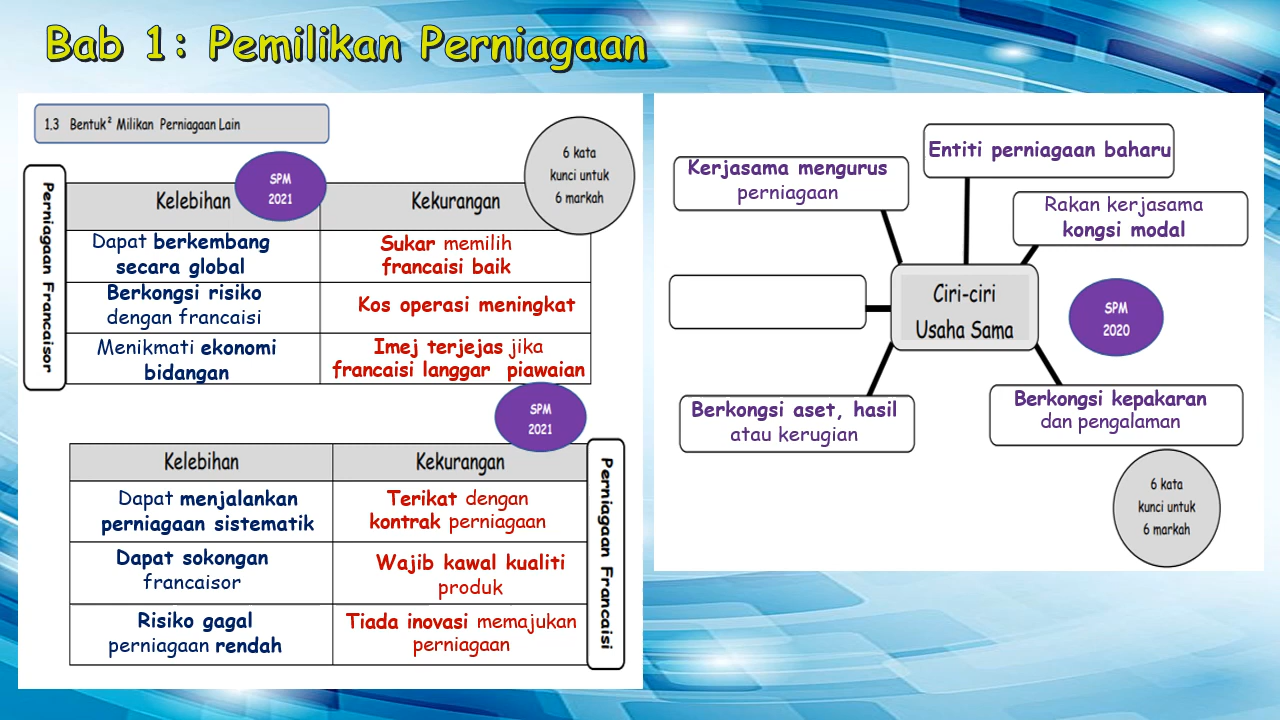 Bab 1: Pemilikan Perniagaan
1.3 Bentuk² Milikan Perniagaan Lain
6 kata
kunci untuk
6 markah
SPM
2021
Perniagaan Francaisor
Kelebihan
Kekurangan
Dapat berkembang
secara global
Sukar memilih
francaisi baik
Berkongsi risiko
dengan francaisi
Kos operasi meningkat
Menikmati ekonomi
bidangan
Imej terjejas jika
francaisi langgar piawaian
SPM
2021
Kelebihan
Kekurangan
Perniagaan Francaisi
Dapat menjalankan
perniagaan sistematik
Terikat dengan
kontrak perniagaan
Dapat sokongan
francaisor
Wajib kawal kualiti
produk
Risiko gagal
perniagaan rendah
Tiada inovasi memajukan
perniagaan
Entiti perniagaan baharu
Kerjasama mengurus
perniagaan
Rakan kerjasama
kongsi modal
Ciri-ciri
Usaha Sama
SPM
2020
Berkongsi aset, hasil
atau kerugian
Berkongsi kepakaran
dan pengalaman
6 kata
kunci untuk
6 markah